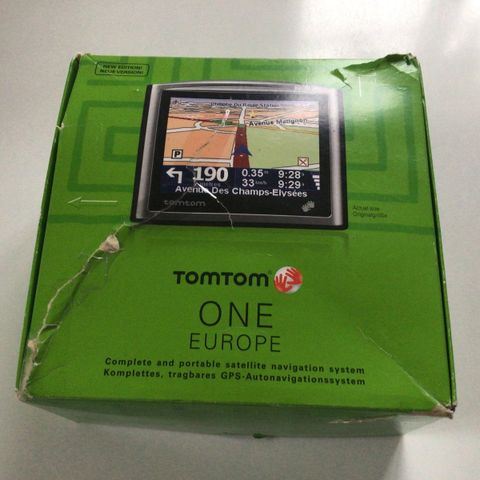 NEW EDITION!
NEUE VERSION!
Avenue Matignon
190
0.35
9:28
33 km/h
9:29
Avenue Des Champs-Elysées
tomtom
Actual size
Originalgröße
TOMTOM
ONE
EUROPE
Complete and portable satellite navigation system
Komplettes, tragbares GPS-Autonavigationssystem